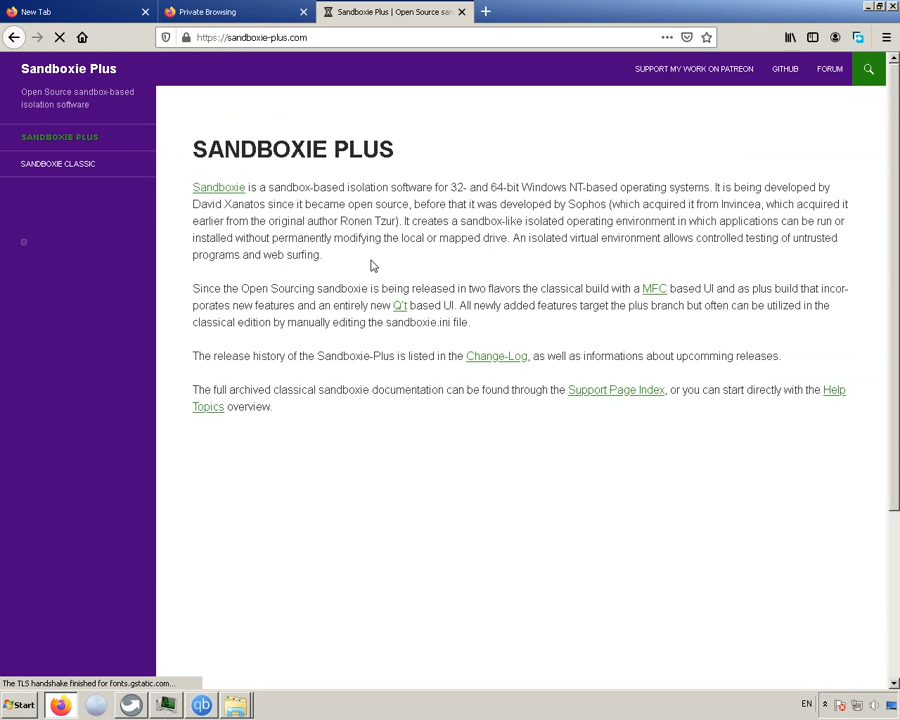 New Tab
Private Browsing
Sandboxie Plus | Open Source san
https://sandboxie-plus.com
Sandboxie Plus
SUPPORT MY WORK ON PATREON
GITHUB
FORUM
Open Source sandbox-based
isolation software
SANDBOXIE PLUS
SANDBOXIE CLASSIC
SANDBOXIE PLUS
Sandboxie is a sandbox-based isolation software for 32- and 64-bit Windows NT-based operating systems. It is being developed by
David Xanatos since it became open source, before that it was developed by Sophos (which acquired it from Invincea, which acquired it
earlier from the original author Ronen Tzur). It creates a sandbox-like isolated operating environment in which applications can be run or
installed without permanently modifying the local or mapped drive. An isolated virtual environment allows controlled testing of untrusted
programs and web surfing.
Since the Open Sourcing sandboxie is being released in two flavors the classical build with a MFC based UI and as plus build that incor-
porates new features and an entirely new Q't based UI. All newly added features target the plus branch but often can be utilized in the
classical edition by manually editing the sandboxie.ini file.
The release history of the Sandboxie-Plus is listed in the Change-Log, as well as informations about upcomming releases.
The full archived classical sandboxie documentation can be found through the Support Page Index, or you can start directly with the Help
Topics overview.
The TLS handshake finished for fonts.gstatic.com...
Start
qb
EN
12:05 PM